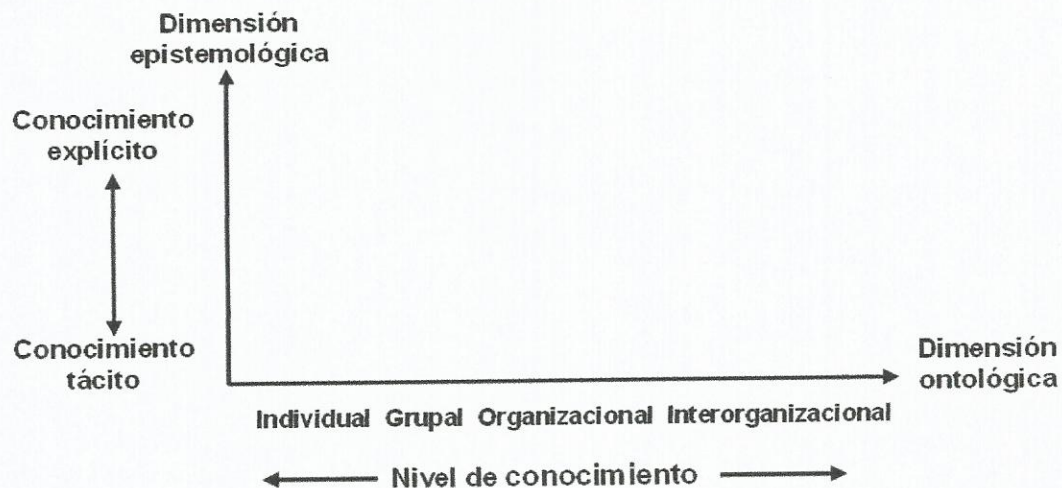 Dimensión
epistemológica
Conocimiento
explícito
Conocimiento
tácito
Dimensión
ontológica
Individual Grupal Organizacional Interorganizacional
Nivel de conocimiento